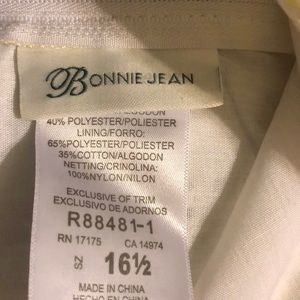 BONNIE JEAN
ALGODON
40% POLYESTER/POLIESTER
LINING/FORRO:
65%POLYESTER/POLIESTER
35%COTTON/ALGODON
NETTING/CRINOLINA:
100%NYLON/NILON
EXCLUSIVE OF TRIM
EXCLUSIVO DE ADORNOS
R88481-1
RN 17175 CA 14974
SZ 16½
MADE IN CHINA
HECHO EN CHINA